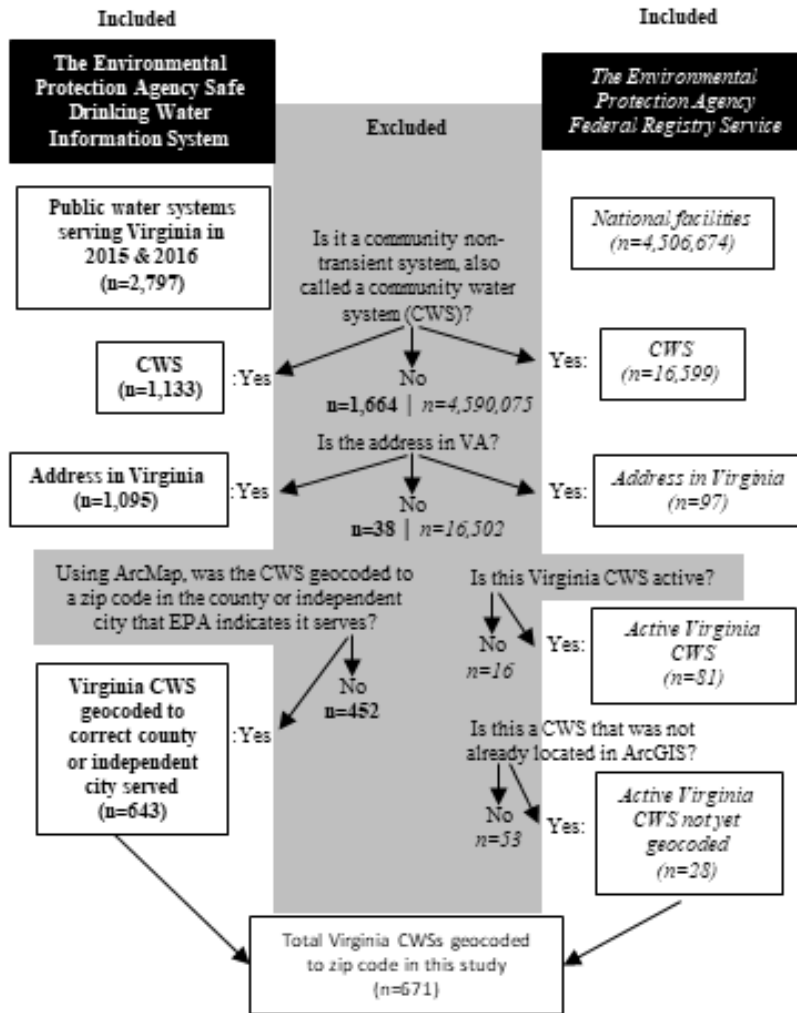 Included
Included
The Environmental
Protection Agency Safe
Drinking Water
Information System
Excluded
The Environmental
Protection Agency
Federal Registry Service
Public water systems
serving Virginia in
2015 & 2016
(n=2,797)
Is it a community non-
transient system, also
called a community water
system (CWS)?
National facilities
(n=4,506,674)
CWS
(n=1,133)
:Yes
No
n=1,664 | n=4,590,075
Yes:
CWS
(n=16,599)
Is the address in VA?
Address in Virginia
(n=1,095)
:Yes
No
n=38 | n=16,502
Yes:
Address in Virginia
(n=97)
Using ArcMap, was the CWS geocoded to
a zip code in the county or independent
city that EPA indicates it serves?
No
n=452
Is this Virginia CWS active?
No
n=16
Yes:
Active Virginia
CWS
(n=81)
Virginia CWS
geocoded to
correct county
or independent
city served
(n=643)
:Yes
Is this a CWS that was not
already located in ArcGIS?
No
n=53
Yes:
Active Virginia
CWS not yet
geocoded
(n=28)
Total Virginia CWSs geocoded
to zip code in this study
(n=671)